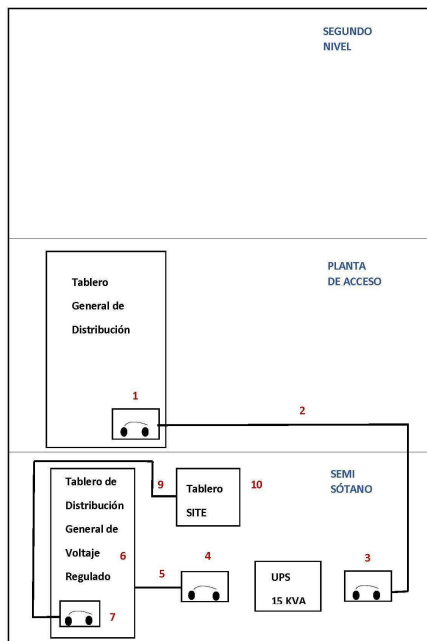 SEGUNDO
NIVEL
Tablero
General de
Distribución
PLANTA
DE ACCESO
1
2
Tablero de
Distribución
General de
Voltaje
Regulado
6
7
9
Tablero
SITE
10
SEMI
SÓTANO
5
4
UPS
15 KVA
3